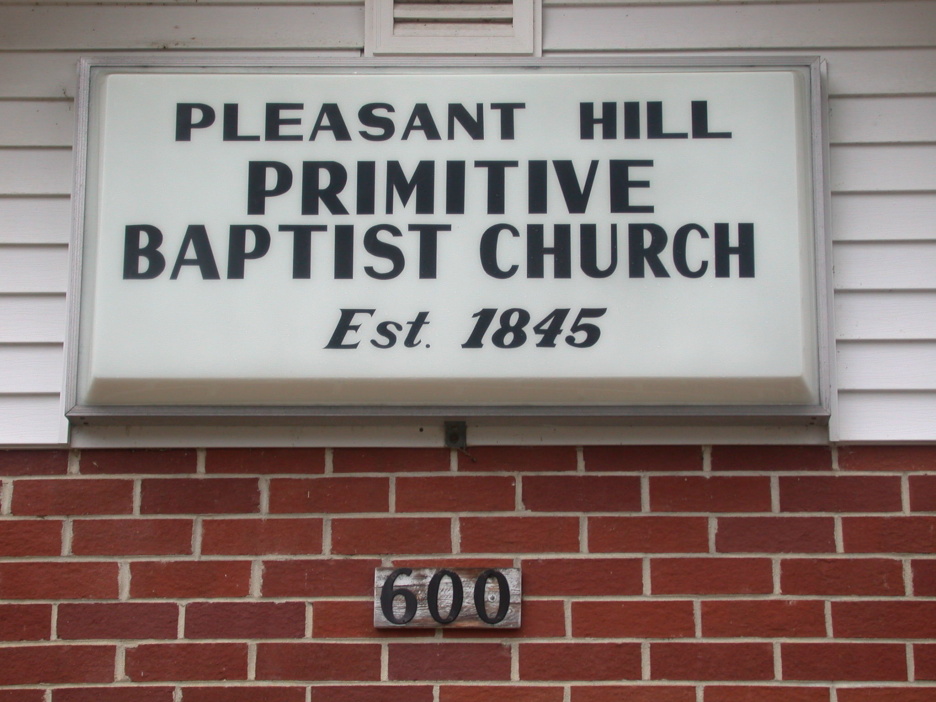 PLEASANT HILL
PRIMITIVE
BAPTIST CHURCH
Est. 1845
600